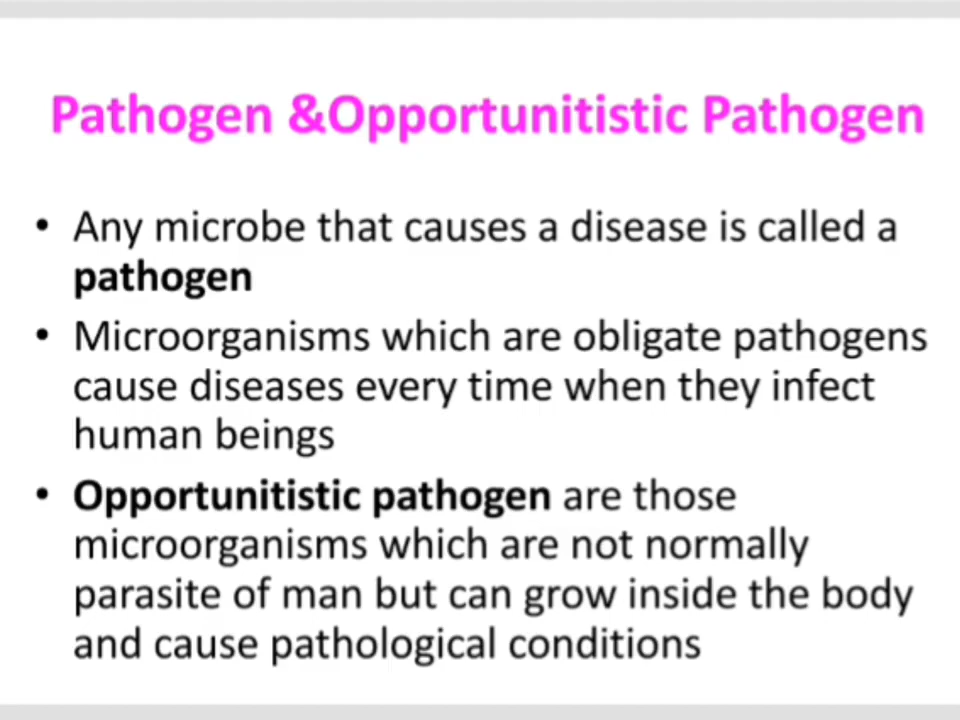 Pathogen &Opportunitistic Pathogen
• Any microbe that causes a disease is called a
pathogen
• Microorganisms which are obligate pathogens
cause diseases every time when they infect
human beings
• Opportunitistic pathogen are those
microorganisms which are not normally
parasite of man but can grow inside the body
and cause pathological conditions